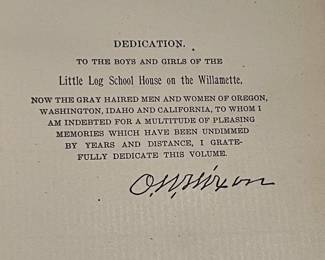 DEDICATION.
TO THE BOYS AND GIRLS OF THE
Little Log School House on the Willamette,
NOW THE GRAY HAIRED MEN AND WOMEN OF OREGON,
WASHINGTON, IDAHO AND CALIFORNIA, TO WHOM I
AM INDEBTED FOR A MULTITUDE OF PLEASING
MEMORIES WHICH HAVE BEEN UNDIMMED
BY YEARS AND DISTANCE, I GRATE-
FULLY DEDICATE THIS VOLUME.
O.W. Nixon